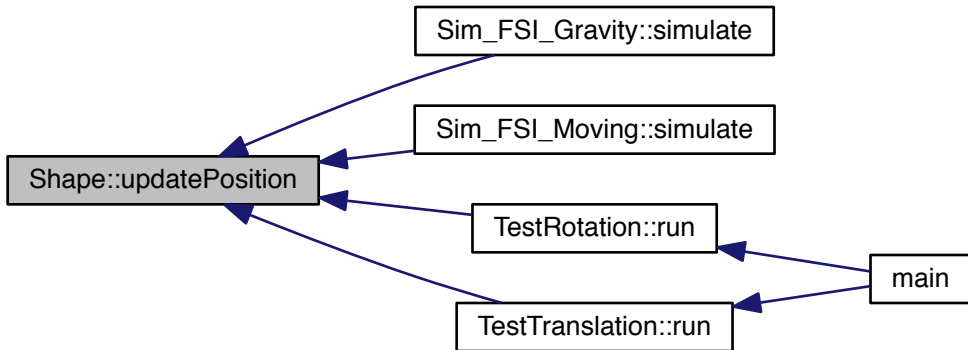 Sim_FSI_Gravity::simulate
Sim_FSI_Moving::simulate
Shape::updatePosition
TestRotation::run
main
TestTranslation::run